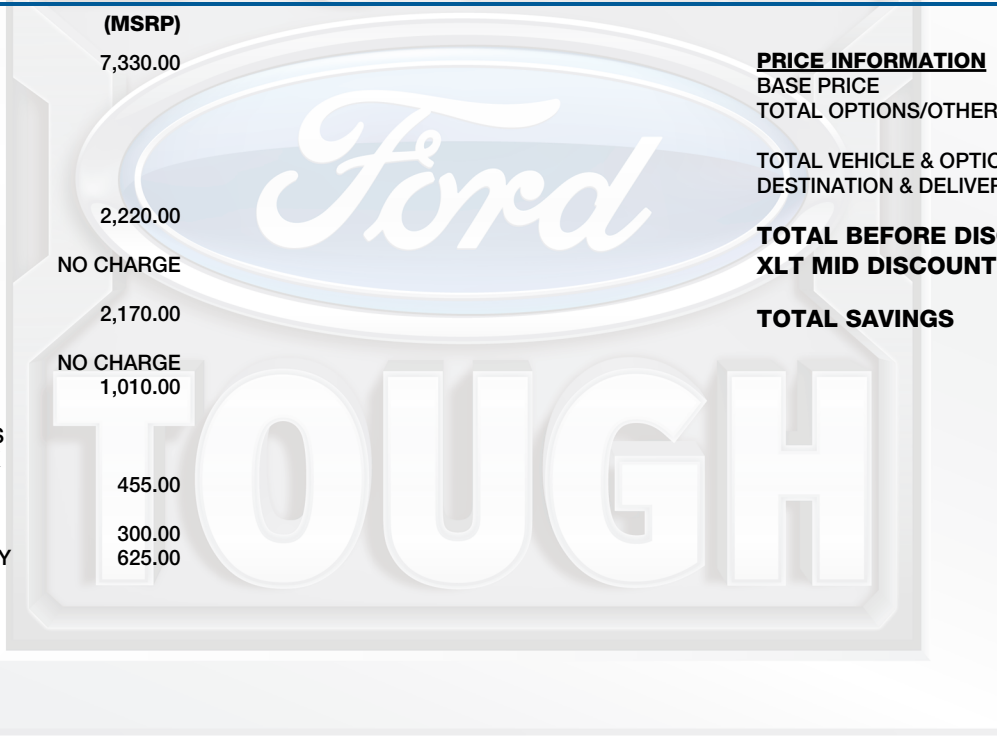 (MSRP)
7,330.00
2,220.00
NO CHARGE
2,170.00
NO CHARGE
1,010.00
S
455.00
300.00
Y 625.00
Ford
TOUGH
PRICE INFORMATION
BASE PRICE
TOTAL OPTIONS/OTHER
TOTAL VEHICLE & OPTIO
DESTINATION & DELIVER
TOTAL BEFORE DIS
XLT MID DISCOUNT
TOTAL SAVINGS